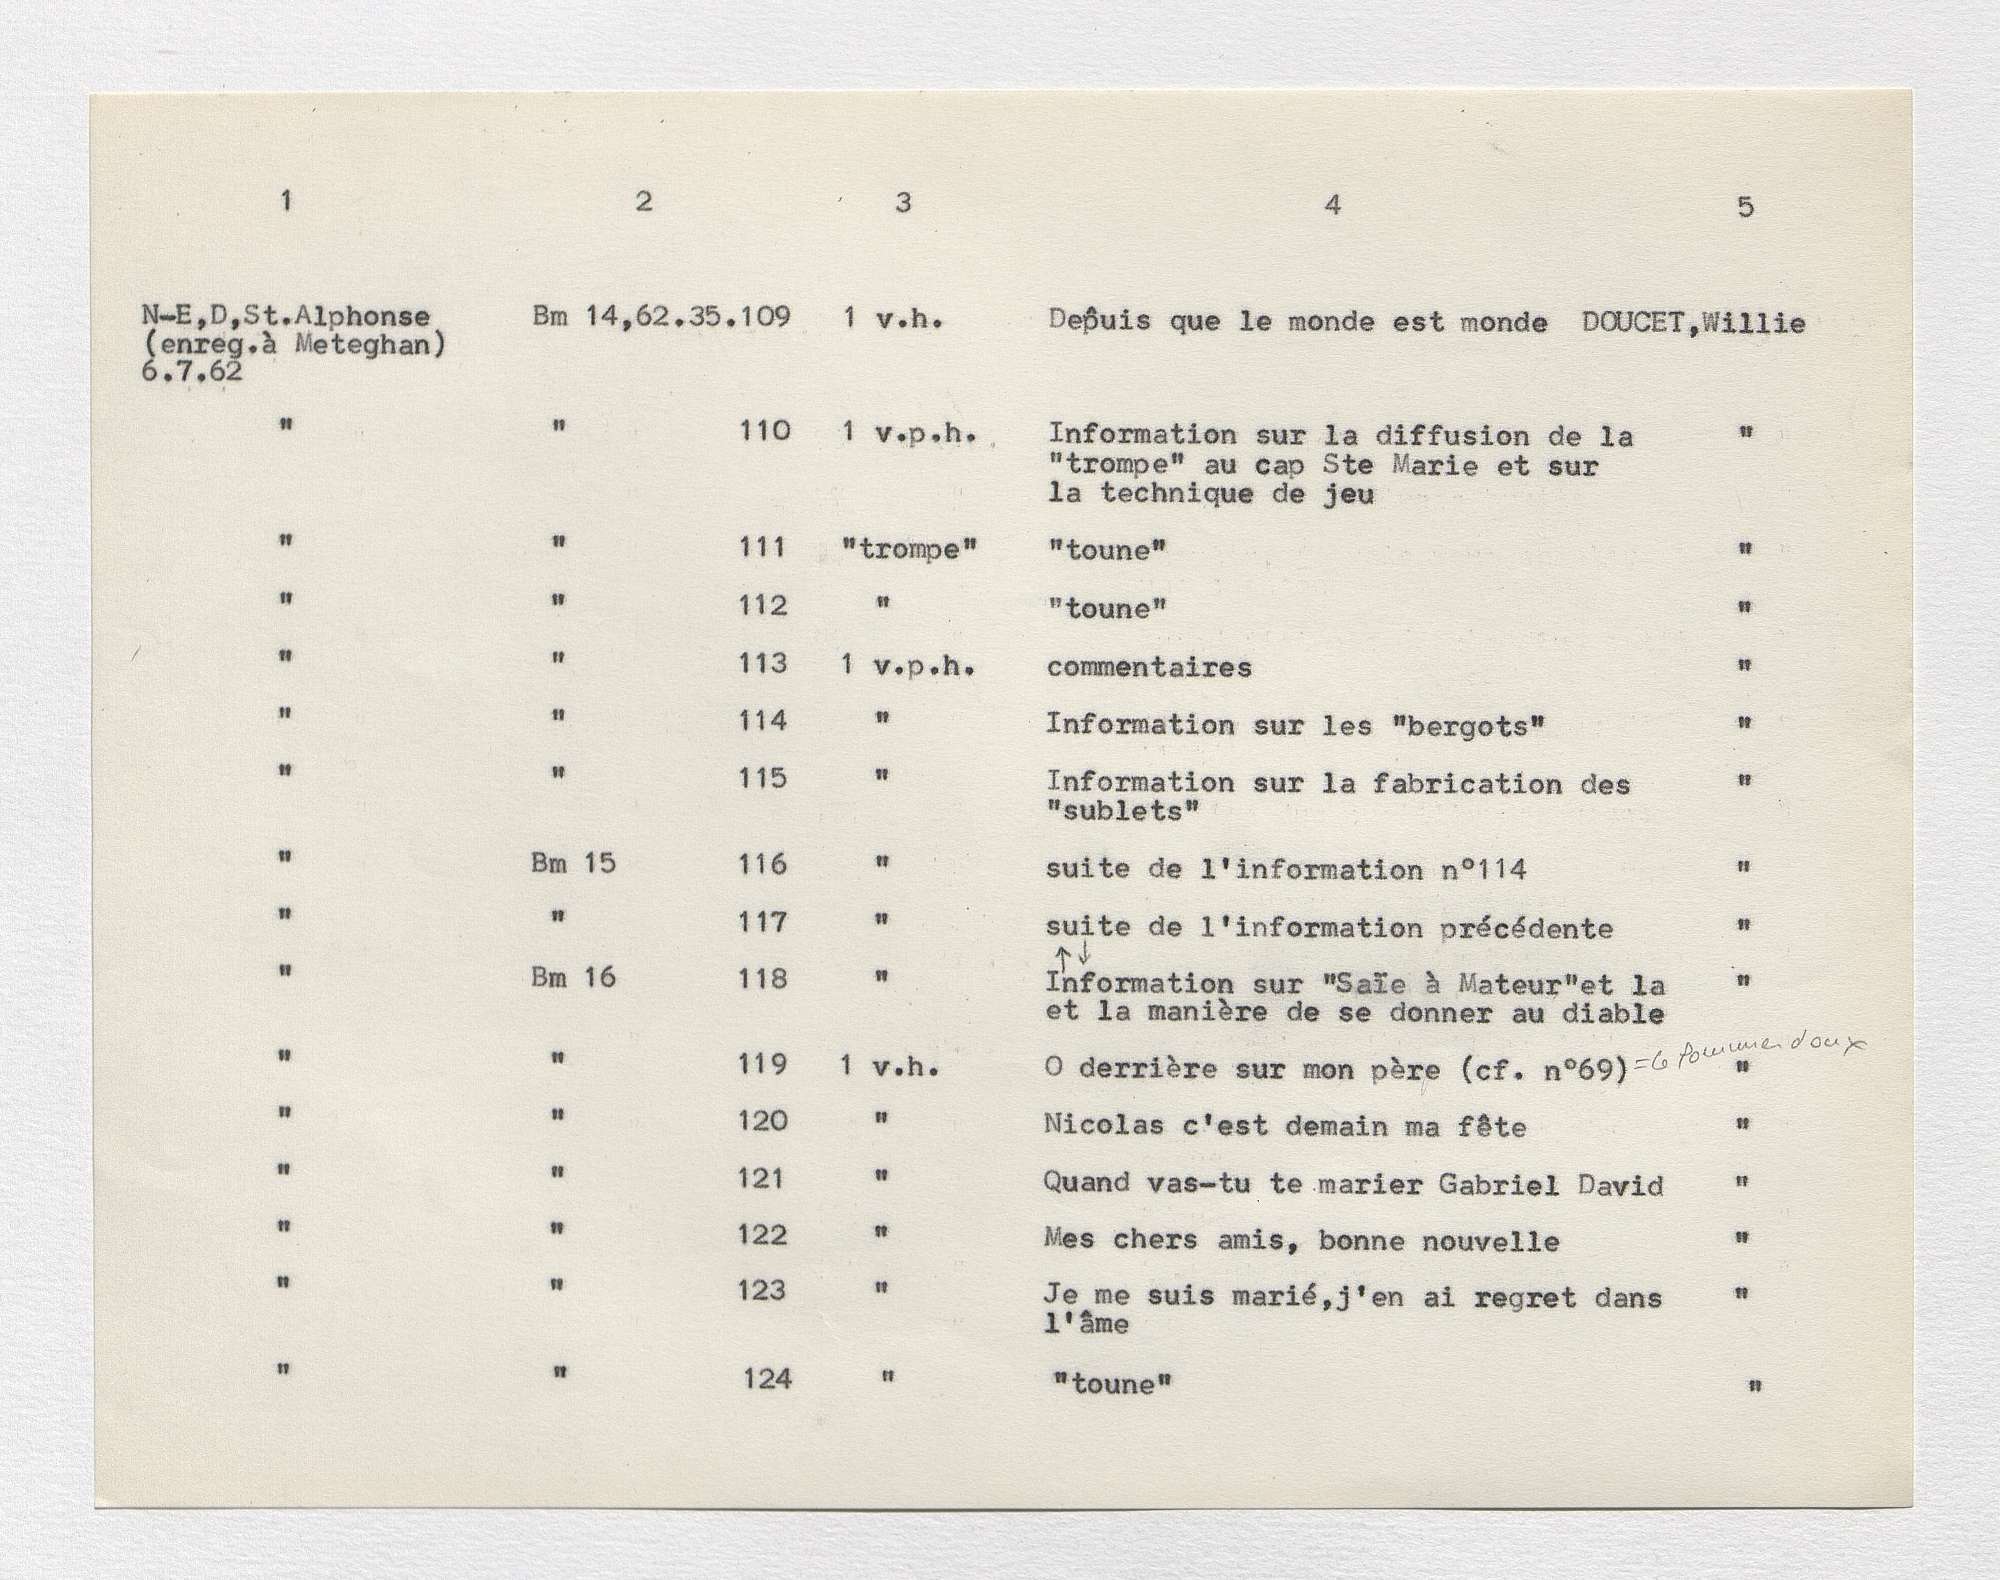 1 2 3 4 5
N-E,D,St.Alphonse Bm 14,62.35.109 1 v.h. Depuis que le monde est monde DOUCET,Willie
(enreg.à Meteghan)
6.7.62
" " 110 1 v.p.h. Information sur la diffusion de la "
"trompe" au cap Ste Marie et sur
la technique de jeu
" " 111 "trompe" "toune" "
" " 112 " "toune" "
" " 113 1 v.p.h. commentaires "
" " 114 " Information sur les "bergots" "
" " 115 " Information sur la fabrication des "
"sublets"
" Bm 15 116 " suite de l'information n°114 "
" " 117 " suite de l'information précédente "
↑↓
" Bm 16 118 " Information sur "Saïe à Mateur"et la "
et la manière de se donner au diable
" " 119 1 v.h. O derrière sur mon père (cf. n°69) = le pommier doux "
" " 120 " Nicolas c'est demain ma fête "
" " 121 " Quand vas-tu te marier Gabriel David "
" " 122 " Mes chers amis, bonne nouvelle "
" " 123 " Je me suis marié,j'en ai regret dans "
l'âme
" " 124 " "toune" "